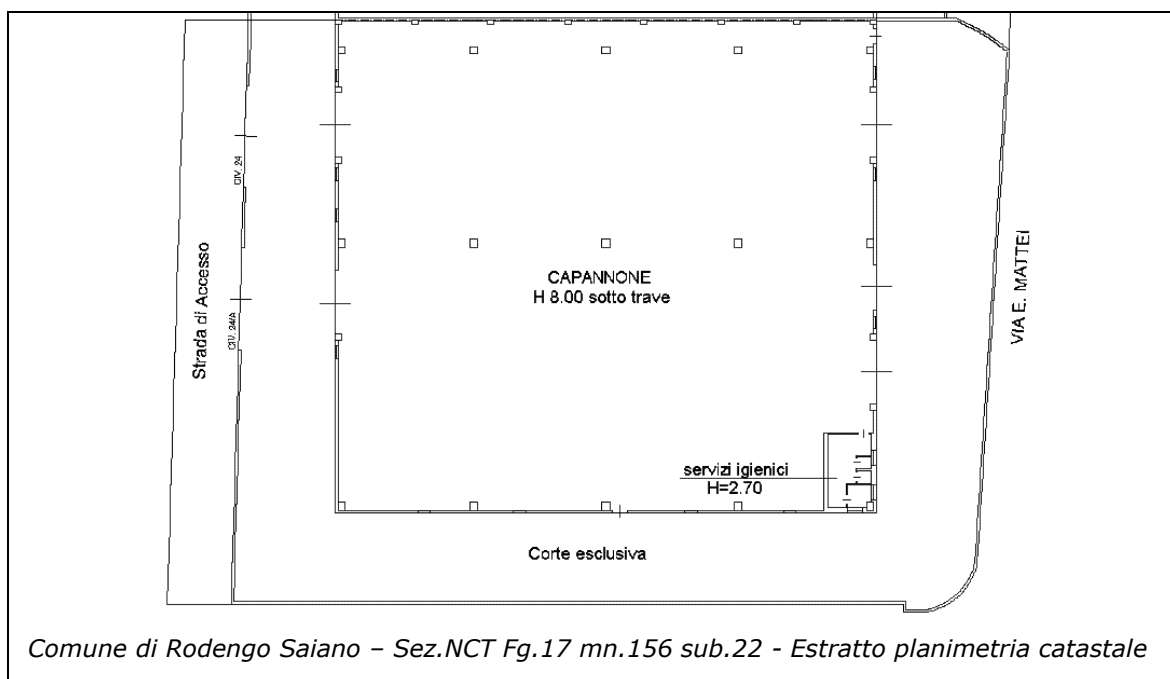 CIV. 24
Strada di Accesso
CIV. 24/A
CAPANNONE
H 8.00 sotto trave
VIA E. MATTEI
servizi igienici
H=2.70
Corte esclusiva
Comune di Rodengo Saiano – Sez.NCT Fg.17 mn.156 sub.22 - Estratto planimetria catastale